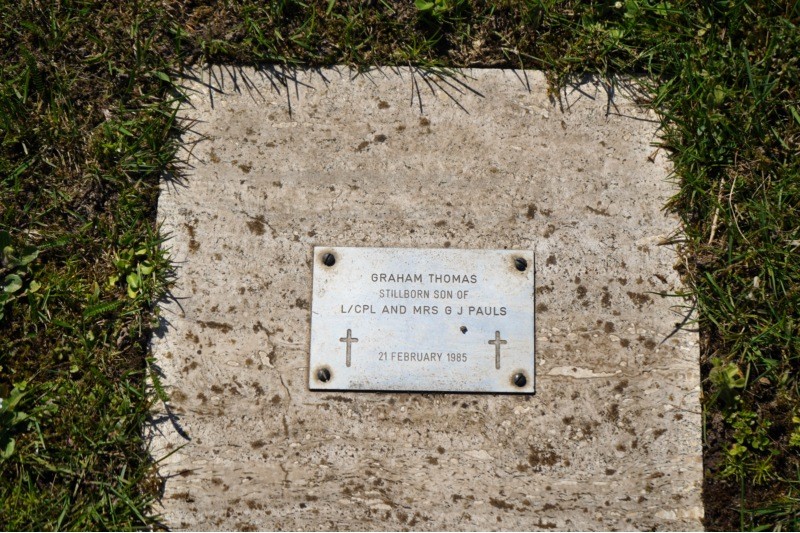 GRAHAM THOMAS
STILLBORN SON OF
L/CPL AND MRS G J PAULS
21 FEBRUARY 1985